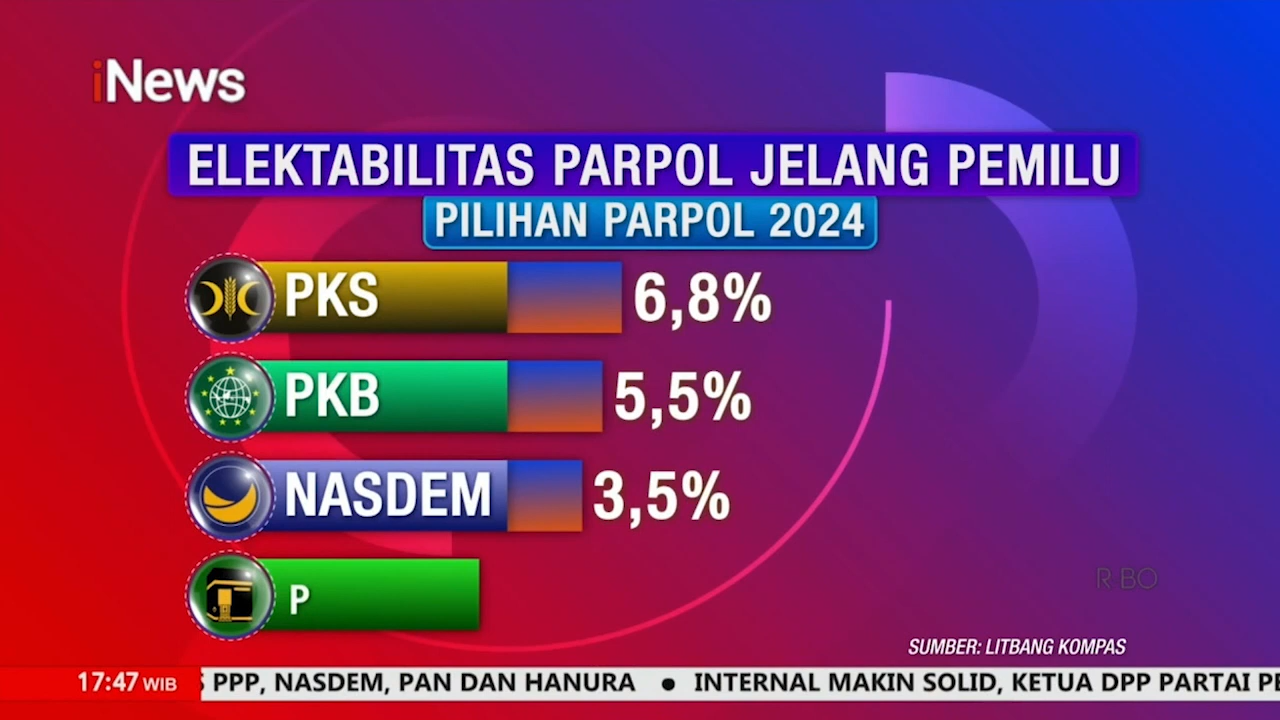 iNews
ELEKTABILITAS PARPOL JELANG PEMILU
PILIHAN PARPOL 2024
PKS 6,8%
PKB 5,5%
NASDEM 3,5%
P
SUMBER: LITBANG KOMPAS
17:47 WIB PPP, NASDEM, PAN DAN HANURA • INTERNAL MAKIN SOLID, KETUA DPP PARTAI PE